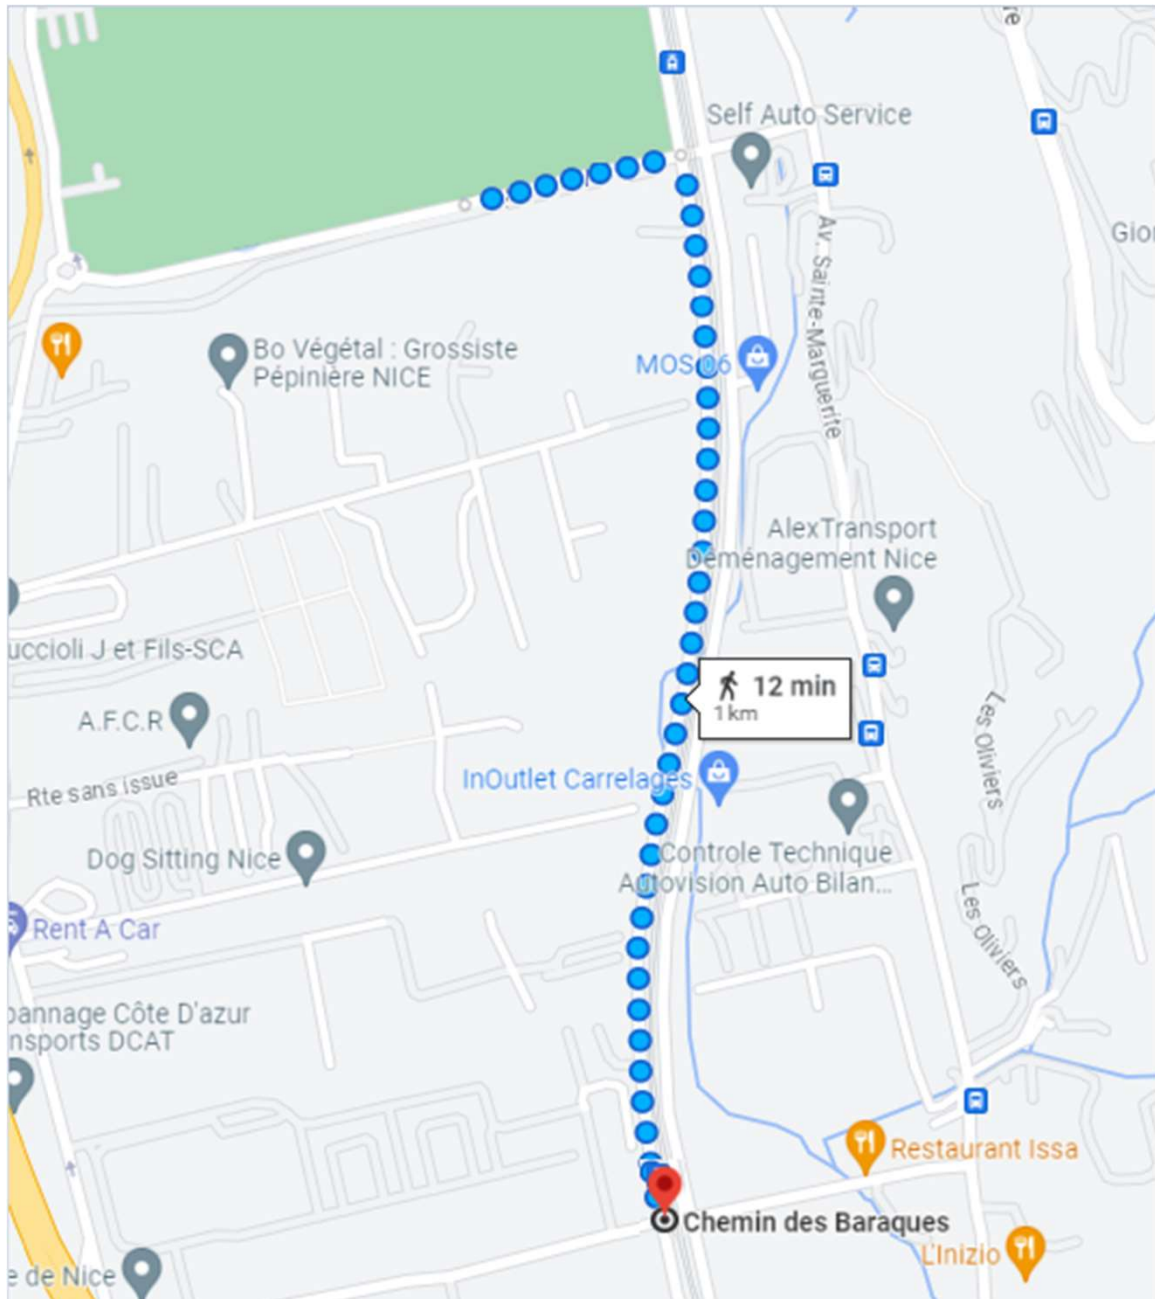 re
Self Auto Service
Av. Sainte-Marguerite
Bo Végétal : Grossiste
Pépinière NICE
MOS 06
AlexTransport
Déménagement Nice
uccioli J et Fils-SCA
12 min
1 km
A.F.C.R
Les Oliviers
InOutlet Carrelages
Rte sans issue
Controle Technique
Autovision Auto Bilan...
Dog Sitting Nice
Les Oliviers
Rent A Car
pannage Côte D'azur
nsports DCAT
Restaurant Issa
Chemin des Baraques
L'Inizio
e de Nice